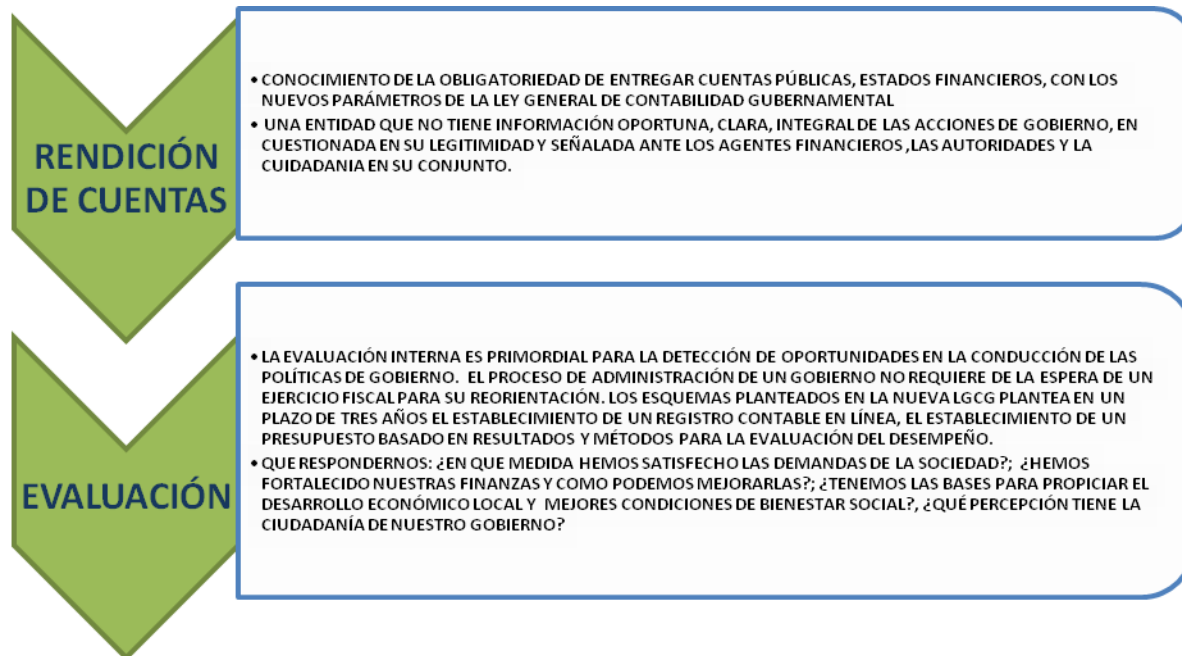 RENDICIÓN
DE CUENTAS
• CONOCIMIENTO DE LA OBLIGATORIEDAD DE ENTREGAR CUENTAS PÚBLICAS, ESTADOS FINANCIEROS, CON LOS
NUEVOS PARÁMETROS DE LA LEY GENERAL DE CONTABILIDAD GUBERNAMENTAL
• UNA ENTIDAD QUE NO TIENE INFORMACIÓN OPORTUNA, CLARA, INTEGRAL DE LAS ACCIONES DE GOBIERNO, EN
CUESTIONADA EN SU LEGITIMIDAD Y SEÑALADA ANTE LOS AGENTES FINANCIEROS ,LAS AUTORIDADES Y LA
CUIDADANIA EN SU CONJUNTO.
EVALUACIÓN
• LA EVALUACIÓN INTERNA ES PRIMORDIAL PARA LA DETECCIÓN DE OPORTUNIDADES EN LA CONDUCCIÓN DE LAS
POLÍTICAS DE GOBIERNO. EL PROCESO DE ADMINISTRACIÓN DE UN GOBIERNO NO REQUIERE DE LA ESPERA DE UN
EJERCICIO FISCAL PARA SU REORIENTACIÓN. LOS ESQUEMAS PLANTEADOS EN LA NUEVA LGCG PLANTEA EN UN
PLAZO DE TRES AÑOS EL ESTABLECIMIENTO DE UN REGISTRO CONTABLE EN LÍNEA, EL ESTABLECIMIENTO DE UN
PRESUPUESTO BASADO EN RESULTADOS Y MÉTODOS PARA LA EVALUACIÓN DEL DESEMPEÑO.
• QUE RESPONDERNOS: ¿EN QUE MEDIDA HEMOS SATISFECHO LAS DEMANDAS DE LA SOCIEDAD?; ¿HEMOS
FORTALECIDO NUESTRAS FINANZAS Y COMO PODEMOS MEJORARLAS?; ¿TENEMOS LAS BASES PARA PROPICIAR EL
DESARROLLO ECONÓMICO LOCAL Y MEJORES CONDICIONES DE BIENESTAR SOCIAL?, ¿QUÉ PERCEPCIÓN TIENE LA
CIUDADANÍA DE NUESTRO GOBIERNO?